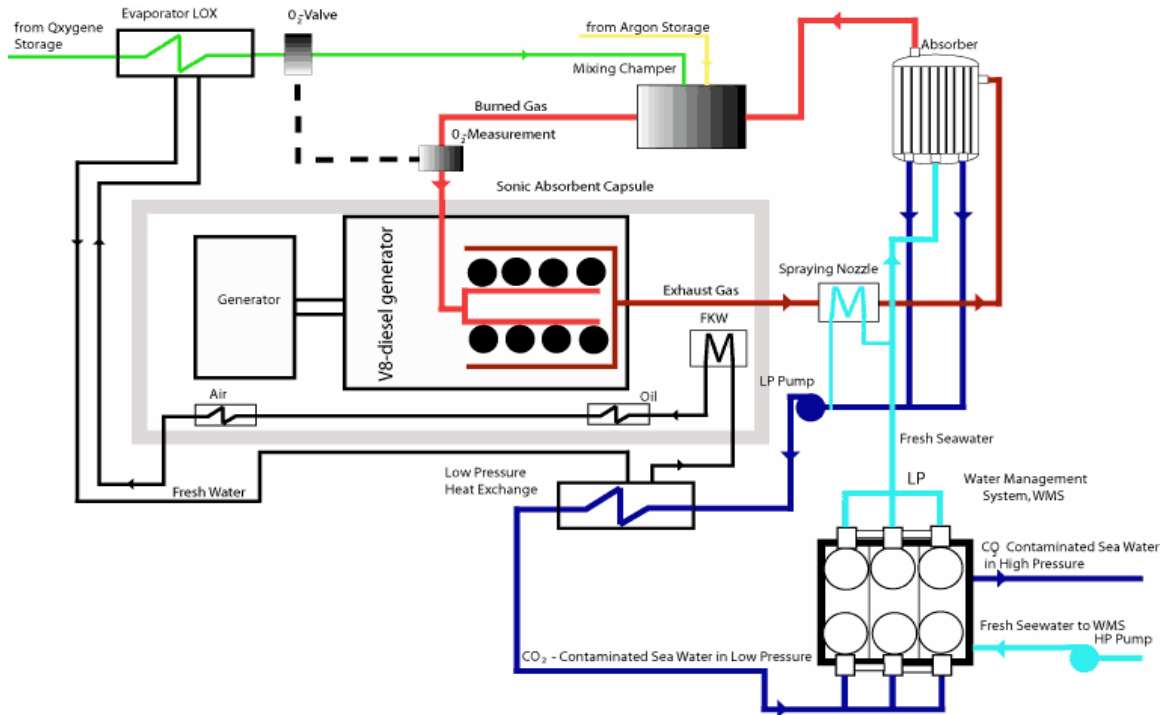 from Qxygene
Storage
Evaporator LOX
O₂-Valve
from Argon Storage
Mixing Champer
Absorber
Burned Gas
O₂-Measurement
Sonic Absorbent Capsule
Generator
V8-diesel generator
Exhaust Gas
Spraying Nozzle
FKW
Air
Oil
LP Pump
Fresh Seawater
Fresh Water
Low Pressure
Heat Exchange
LP
Water Management
System,WMS
CO₂ Contaminated Sea Water
in High Pressure
Fresh Seewater to WMS
HP Pump
CO₂ - Contaminated Sea Water in Low Pressure